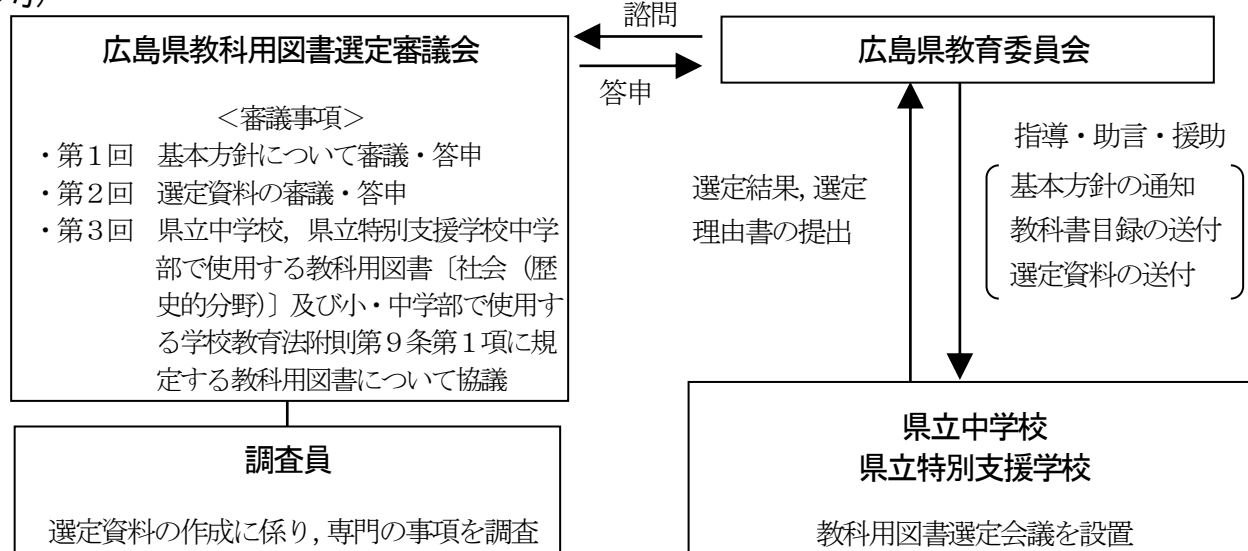 広島県教科用図書選定審議会
<審議事項>
・第1回 基本方針について審議・答申
・第2回 選定資料の審議・答申
・第3回 県立中学校,県立特別支援学校中学
部で使用する教科用図書〔社会(歴
史的分野)〕及び小・中学部で使用す
る学校教育法附則第9条第1項に規
定する教科用図書について協議
諮問
答申
広島県教育委員会
選定結果,選定
理由書の提出
指導・助言・援助
基本方針の通知
教科書目録の送付
選定資料の送付
調査員
選定資料の作成に係り,専門の事項を調査
県立中学校
県立特別支援学校
教科用図書選定会議を設置